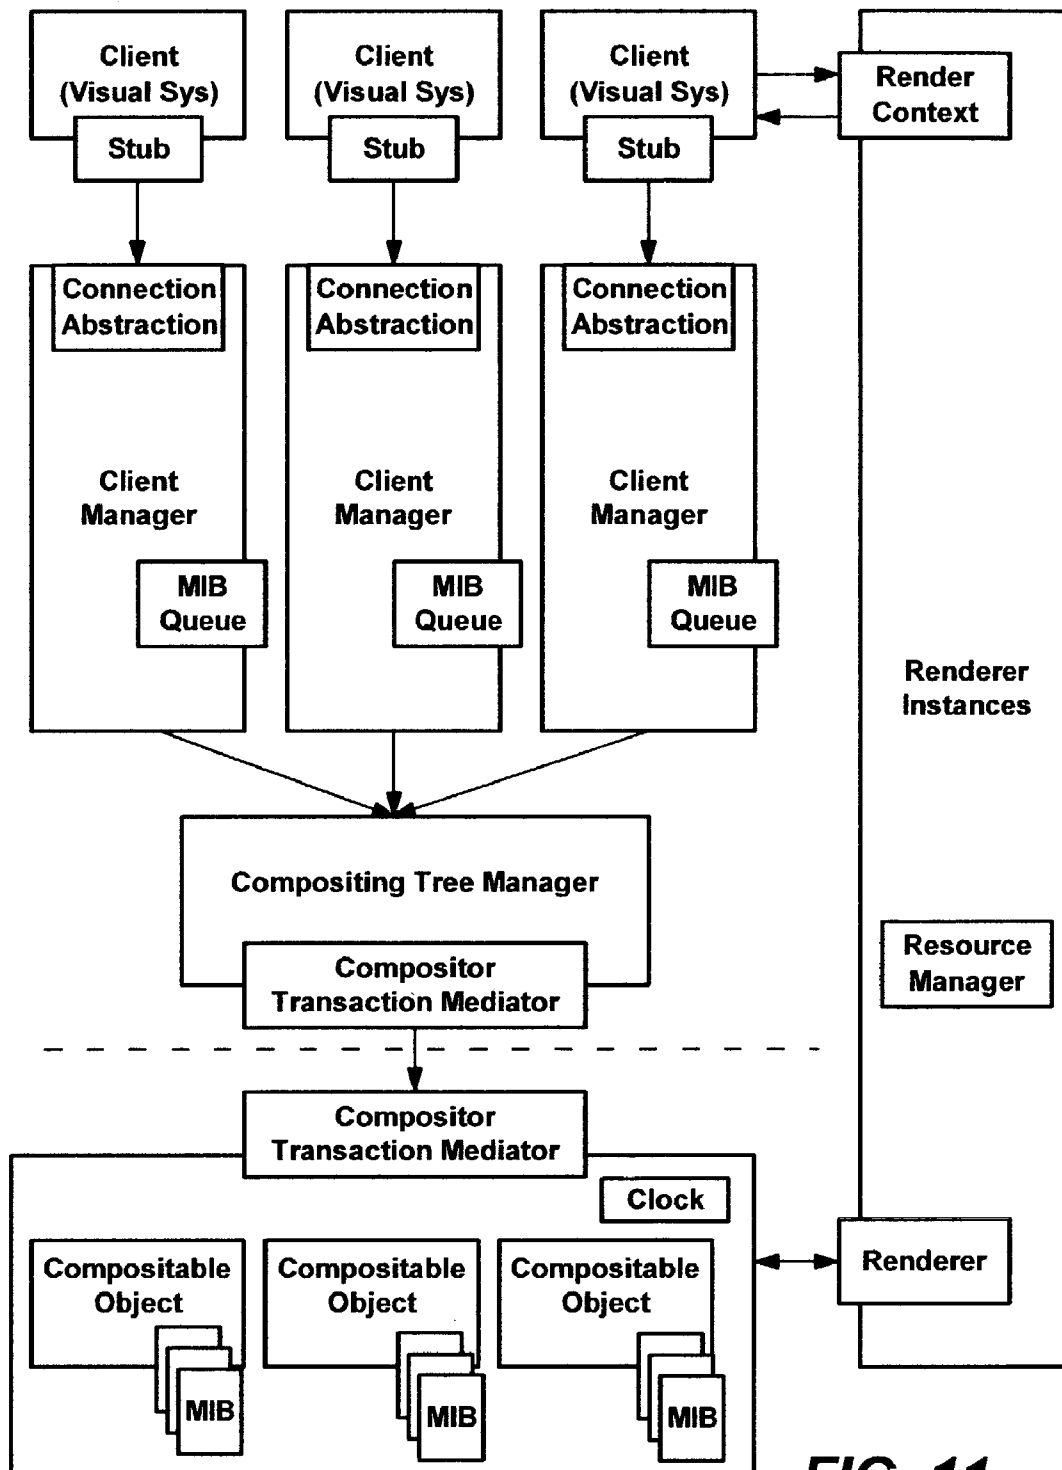 Client
(Visual Sys)
Stub
Client
(Visual Sys)
Stub
Client
(Visual Sys)
Stub
Render
Context
Connection
Abstraction
Client
Manager
MIB
Queue
Connection
Abstraction
Client
Manager
MIB
Queue
Connection
Abstraction
Client
Manager
MIB
Queue
Renderer
Instances
Compositing Tree Manager
Compositor
Transaction Mediator
Resource
Manager
Compositor
Transaction Mediator
Clock
Compositable
Object
MIB
Compositable
Object
MIB
Compositable
Object
MIB
Renderer
FIG. 11